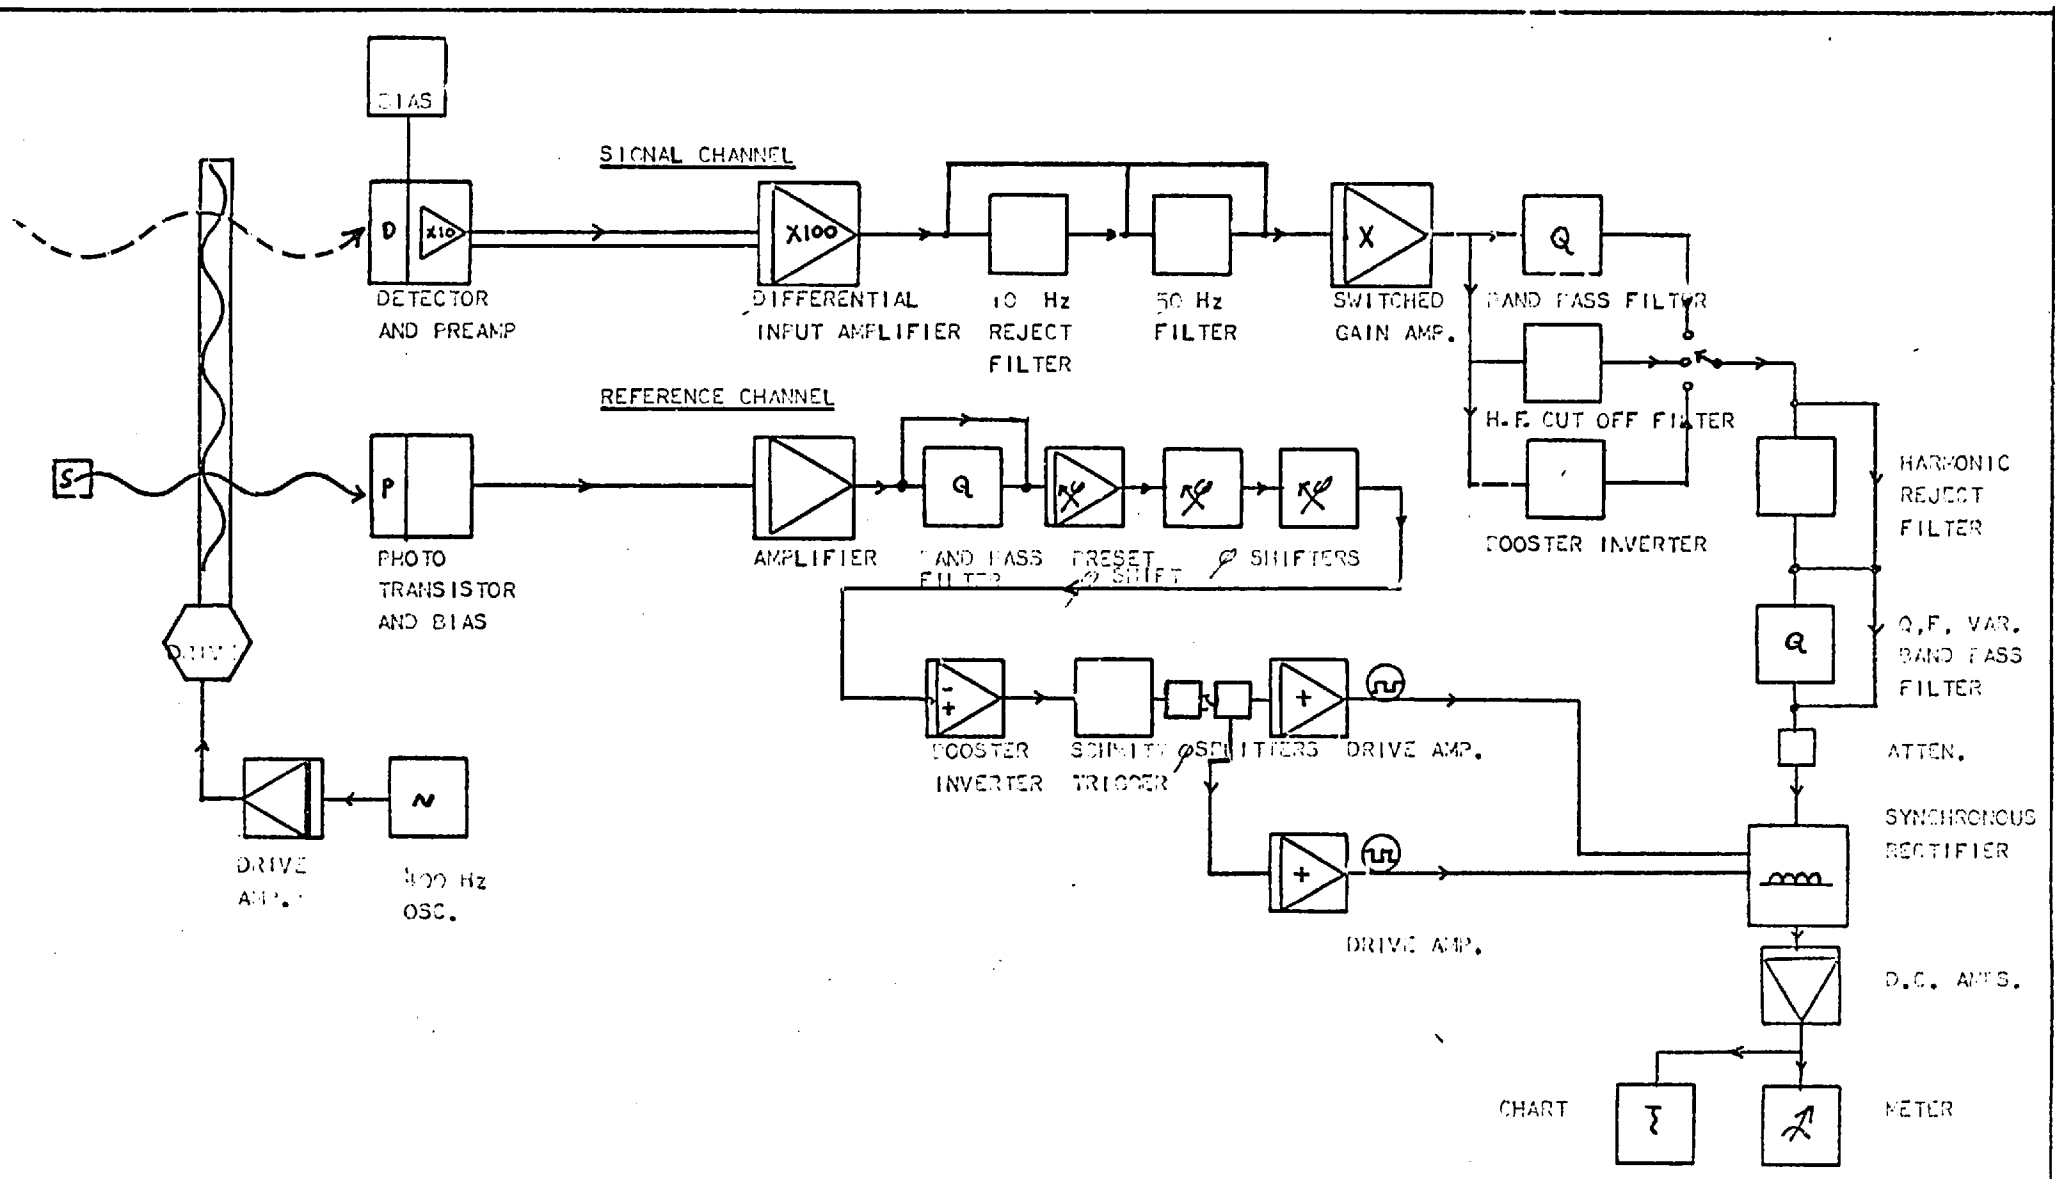 BIAS
SIGNAL CHANNEL
D
X10
X100
X
Q
DETECTOR
AND PREAMP
DIFFERENTIAL
INPUT AMPLIFIER
10 Hz
REJECT
FILTER
50 Hz
FILTER
SWITCHED
GAIN AMP.
BAND PASS FILTER
H.F. CUT OFF FILTER
BOOSTER INVERTER
REFERENCE CHANNEL
S
P
Q
φ
φ
φ
PHOTO
TRANSISTOR
AND BIAS
AMPLIFIER
BAND PASS
FILTER
PRESET
φ SHIFT
φ SHIFTERS
HARMONIC
REJECT
FILTER
Q
Q.F. VAR.
BAND PASS
FILTER
DRIVE
-
+
+
BOOSTER
INVERTER
SCHMITT
TRIGGER
φ SPLITTERS
DRIVE AMP.
ATTEN.
SYNCHRONOUS
RECTIFIER
~
DRIVE
AMP.
400 Hz
OSC.
+
DRIVE AMP.
D.C. AMPS.
CHART
METER